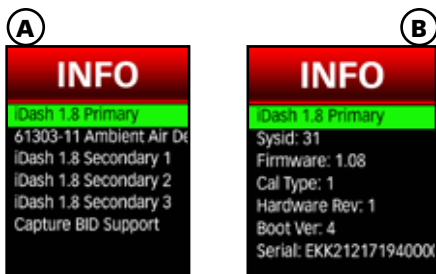 A
INFO
iDash 1.8 Primary
61303-11 Ambient Air De
iDash 1.8 Secondary 1
iDash 1.8 Secondary 2
iDash 1.8 Secondary 3
Capture BID Support
B
INFO
iDash 1.8 Primary
Sysid: 31
Firmware: 1.08
Cal Type: 1
Hardware Rev: 1
Boot Ver: 4
Serial: EKK21217194000